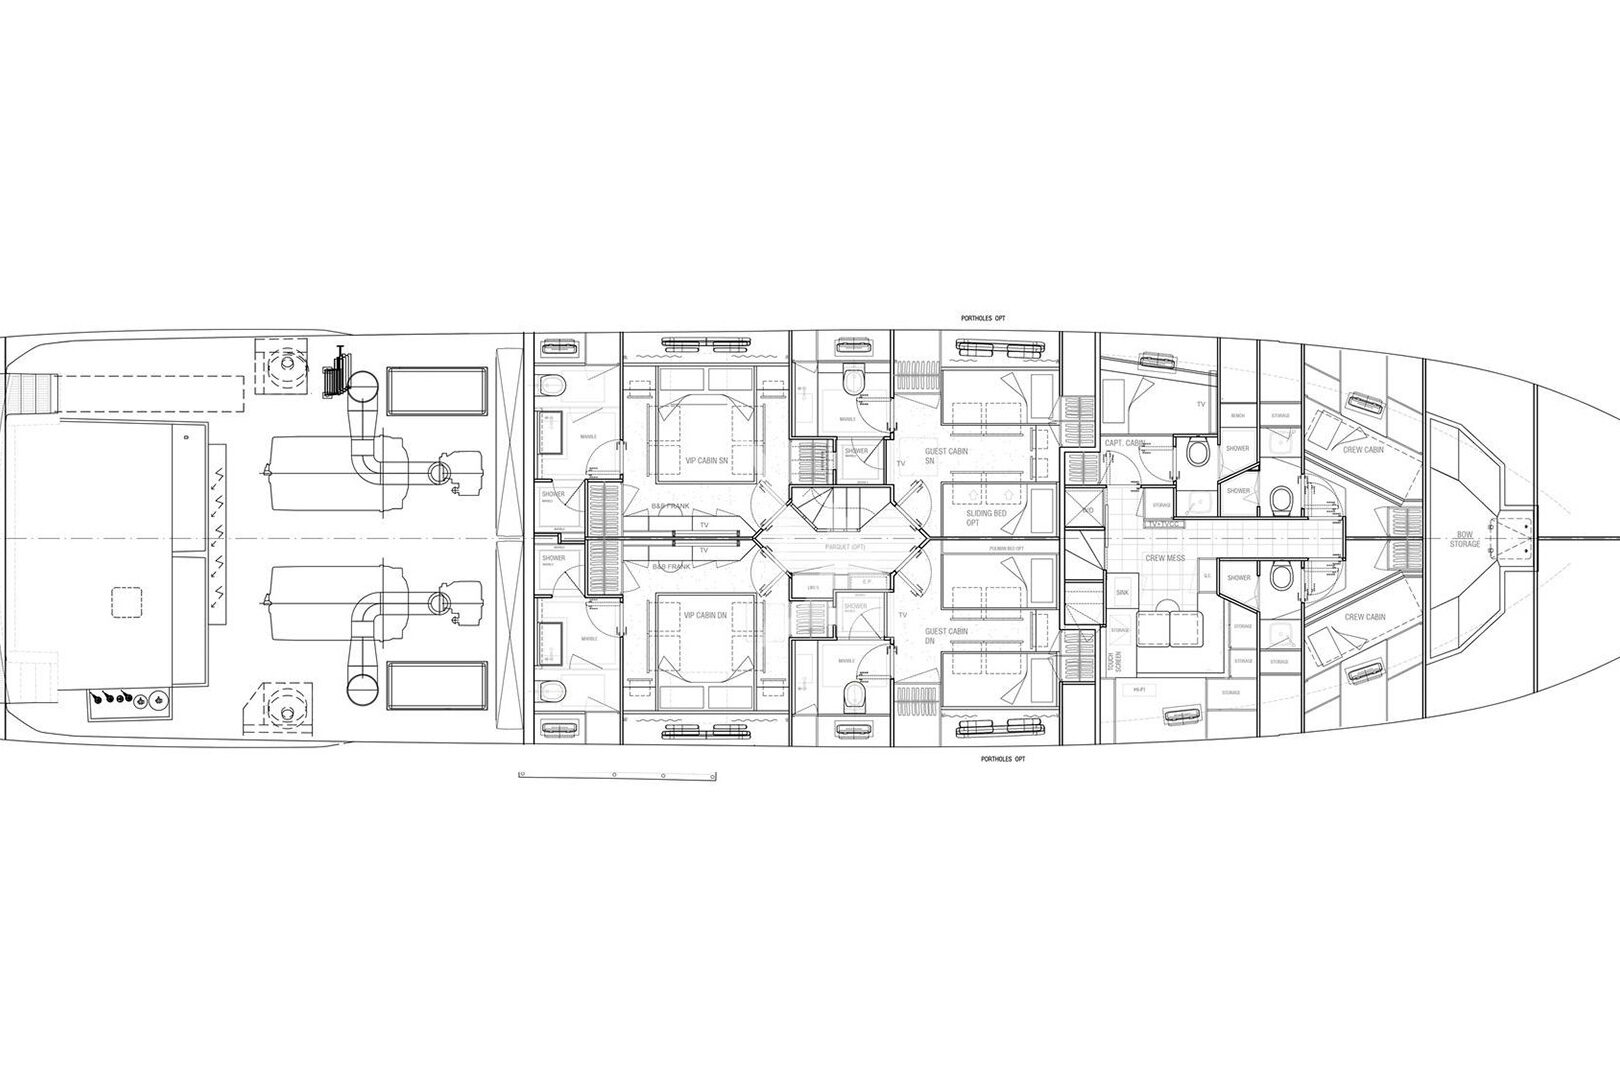 PORTHOLES OPT
TV
BENCH
STORAGE
MARBLE
MARBLE
CAPT. CABIN
SHOWER
CREW CABIN
VIP CABIN SN
SHOWER
GUEST CABIN
SN
TV
SHOWER
SHOWER
STORAGE
B&B FRANK
SLIDING BED
OPT
TV
TV+TVCC
BOW
STORAGE
PARQUET (OPT)
PULMAN BED OPT
TV
SHOWER
B&B FRANK
CREW MESS
SHOWER
E.P.
SINK
VIP CABIN DN
SHOWER
TV
CREW CABIN
MARBLE
GUEST CABIN
DN
STORAGE
STORAGE
MARBLE
TOUCH
SCREEN
STORAGE
STORAGE
HI-FI
STORAGE
PORTHOLES OPT